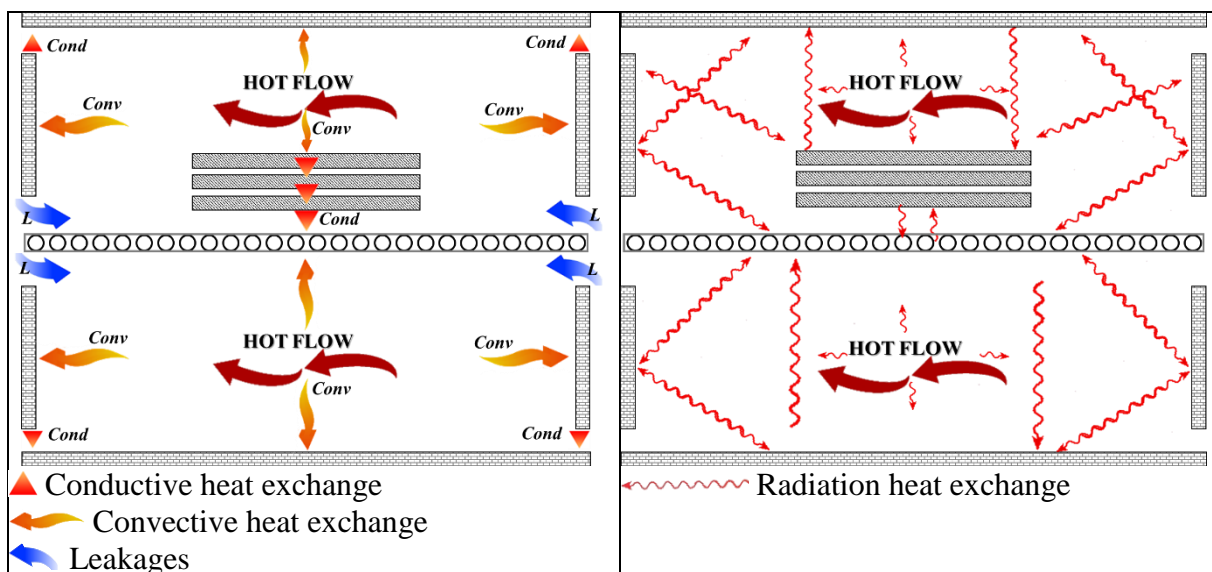 Cond
Cond
HOT FLOW
Conv
Conv
Conv
Cond
L
L
L
L
Conv
HOT FLOW
Conv
Conv
Cond
Cond
Conductive heat exchange
Convective heat exchange
Leakages
HOT FLOW
HOT FLOW
Radiation heat exchange